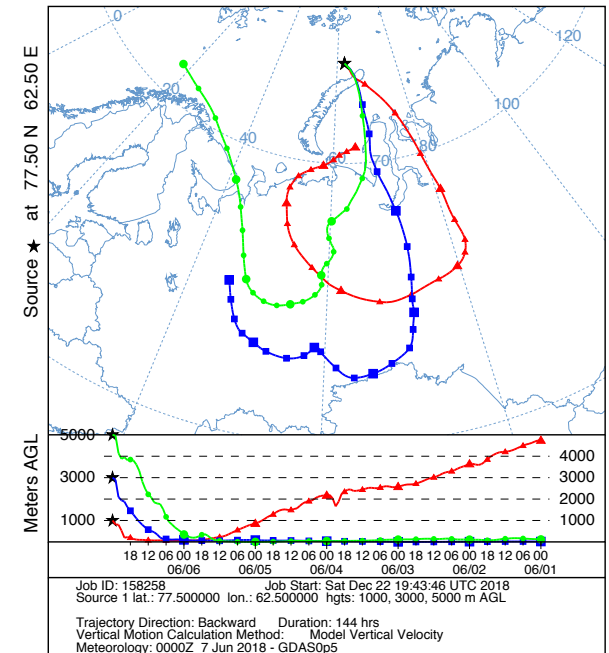 0
120
20
100
40
60
70
80
Source ★ at 77.50 N 62.50 E
Meters AGL
5000
4000
3000 3000
2000
1000 1000
18 12 06 00 18 12 06 00 18 12 06 00 18 12 06 00 18 12 06 00 18 12 06 00
06/06 06/05 06/04 06/03 06/02 06/01
Job ID: 158258 Job Start: Sat Dec 22 19:43:46 UTC 2018
Source 1 lat.: 77.500000 lon.: 62.500000 hgts: 1000, 3000, 5000 m AGL
Trajectory Direction: Backward Duration: 144 hrs
Vertical Motion Calculation Method: Model Vertical Velocity
Meteorology: 0000Z 7 Jun 2018 - GDAS0p5